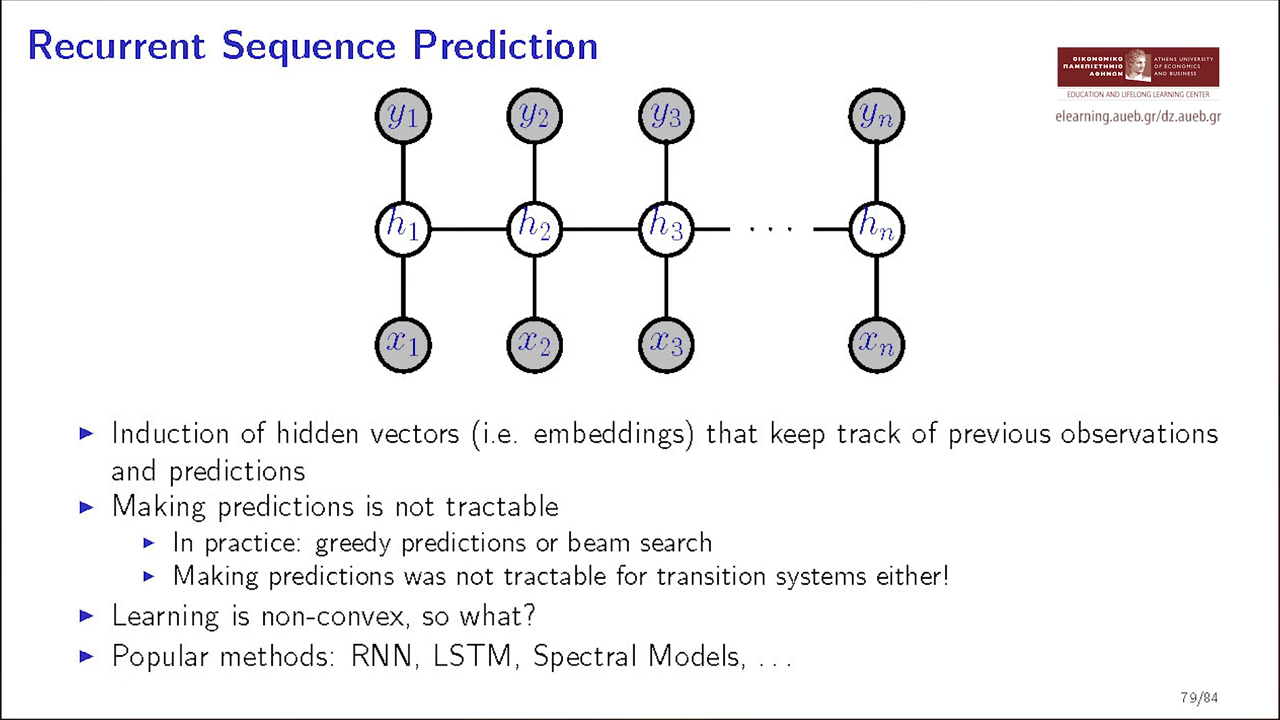 Recurrent Sequence Prediction
ΟΙΚΟΝΟΜΙΚΟ
ΠΑΝΕΠΙΣΤΗΜΙΟ
ΑΘΗΝΩΝ
ATHENS UNIVERSITY
OF ECONOMICS
AND BUSINESS
EDUCATION AND LIFELONG LEARNING CENTER
elearning.aueb.gr/dz.aueb.gr
y1 y2 y3 yn
h1 h2 h3 · · · hn
x1 x2 x3 xn
▶ Induction of hidden vectors (i.e. embeddings) that keep track of previous observations
and predictions
▶ Making predictions is not tractable
▶ In practice: greedy predictions or beam search
▶ Making predictions was not tractable for transition systems either!
▶ Learning is non-convex, so what?
▶ Popular methods: RNN, LSTM, Spectral Models, . . .
79/84